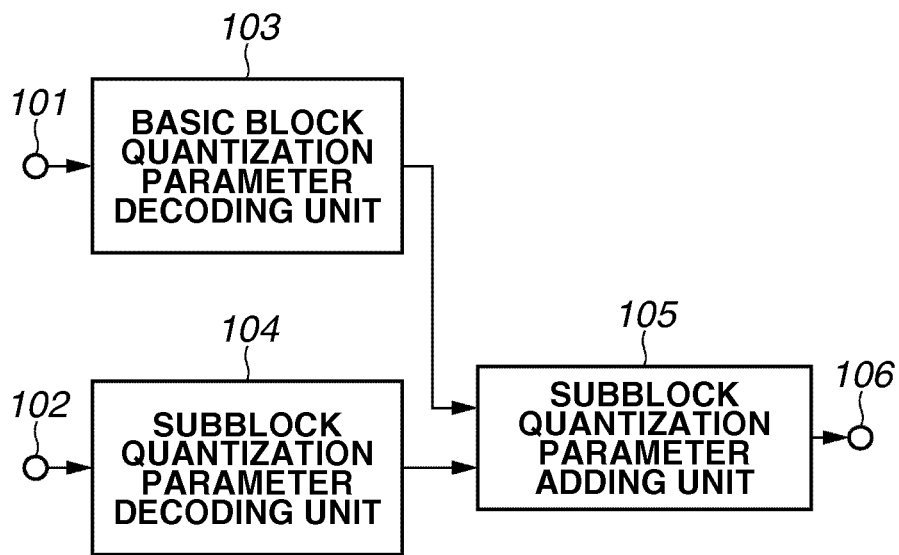 103
101
BASIC BLOCK
QUANTIZATION
PARAMETER
DECODING UNIT
104
102
SUBBLOCK
QUANTIZATION
PARAMETER
DECODING UNIT
105
106
SUBBLOCK
QUANTIZATION
PARAMETER
ADDING UNIT